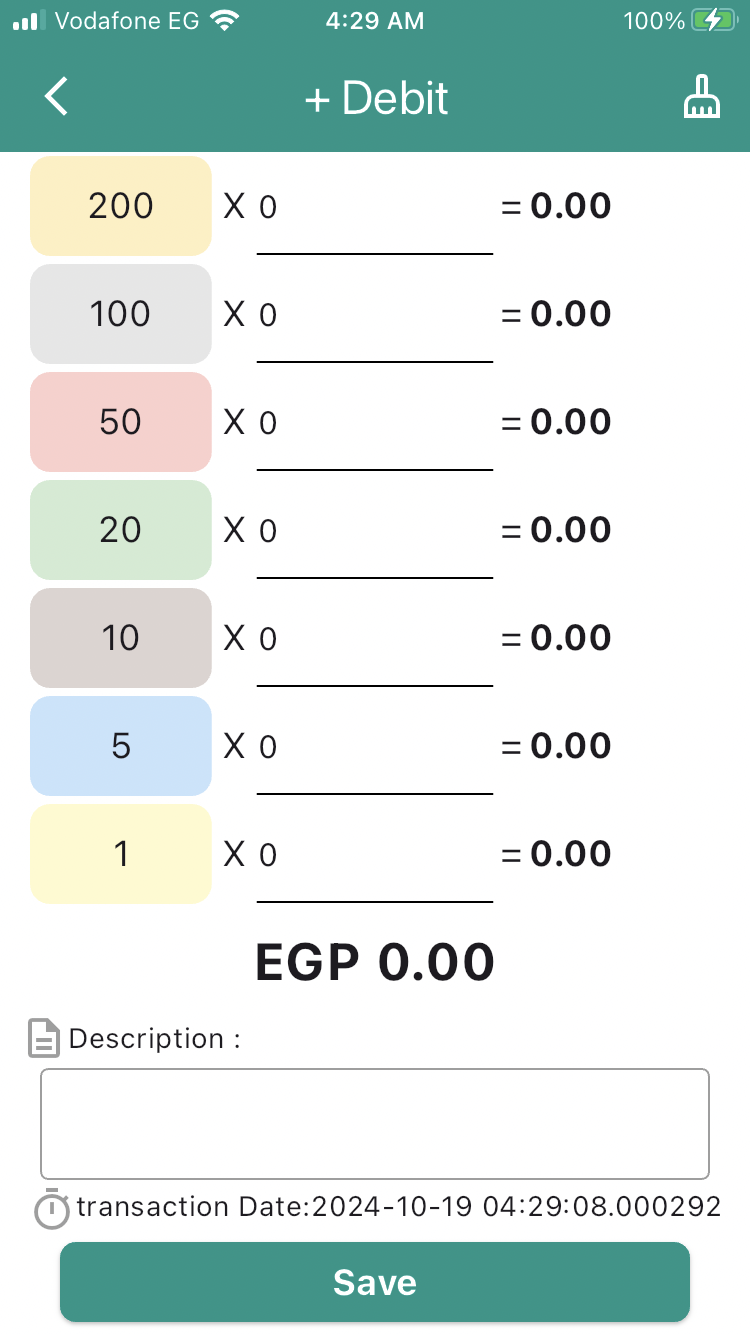 Vodafone EG 4:29 AM 100%
+ Debit
200 X 0 = 0.00
100 X 0 = 0.00
50 X 0 = 0.00
20 X 0 = 0.00
10 X 0 = 0.00
5 X 0 = 0.00
1 X 0 = 0.00
EGP 0.00
Description :
transaction Date:2024-10-19 04:29:08.000292
Save